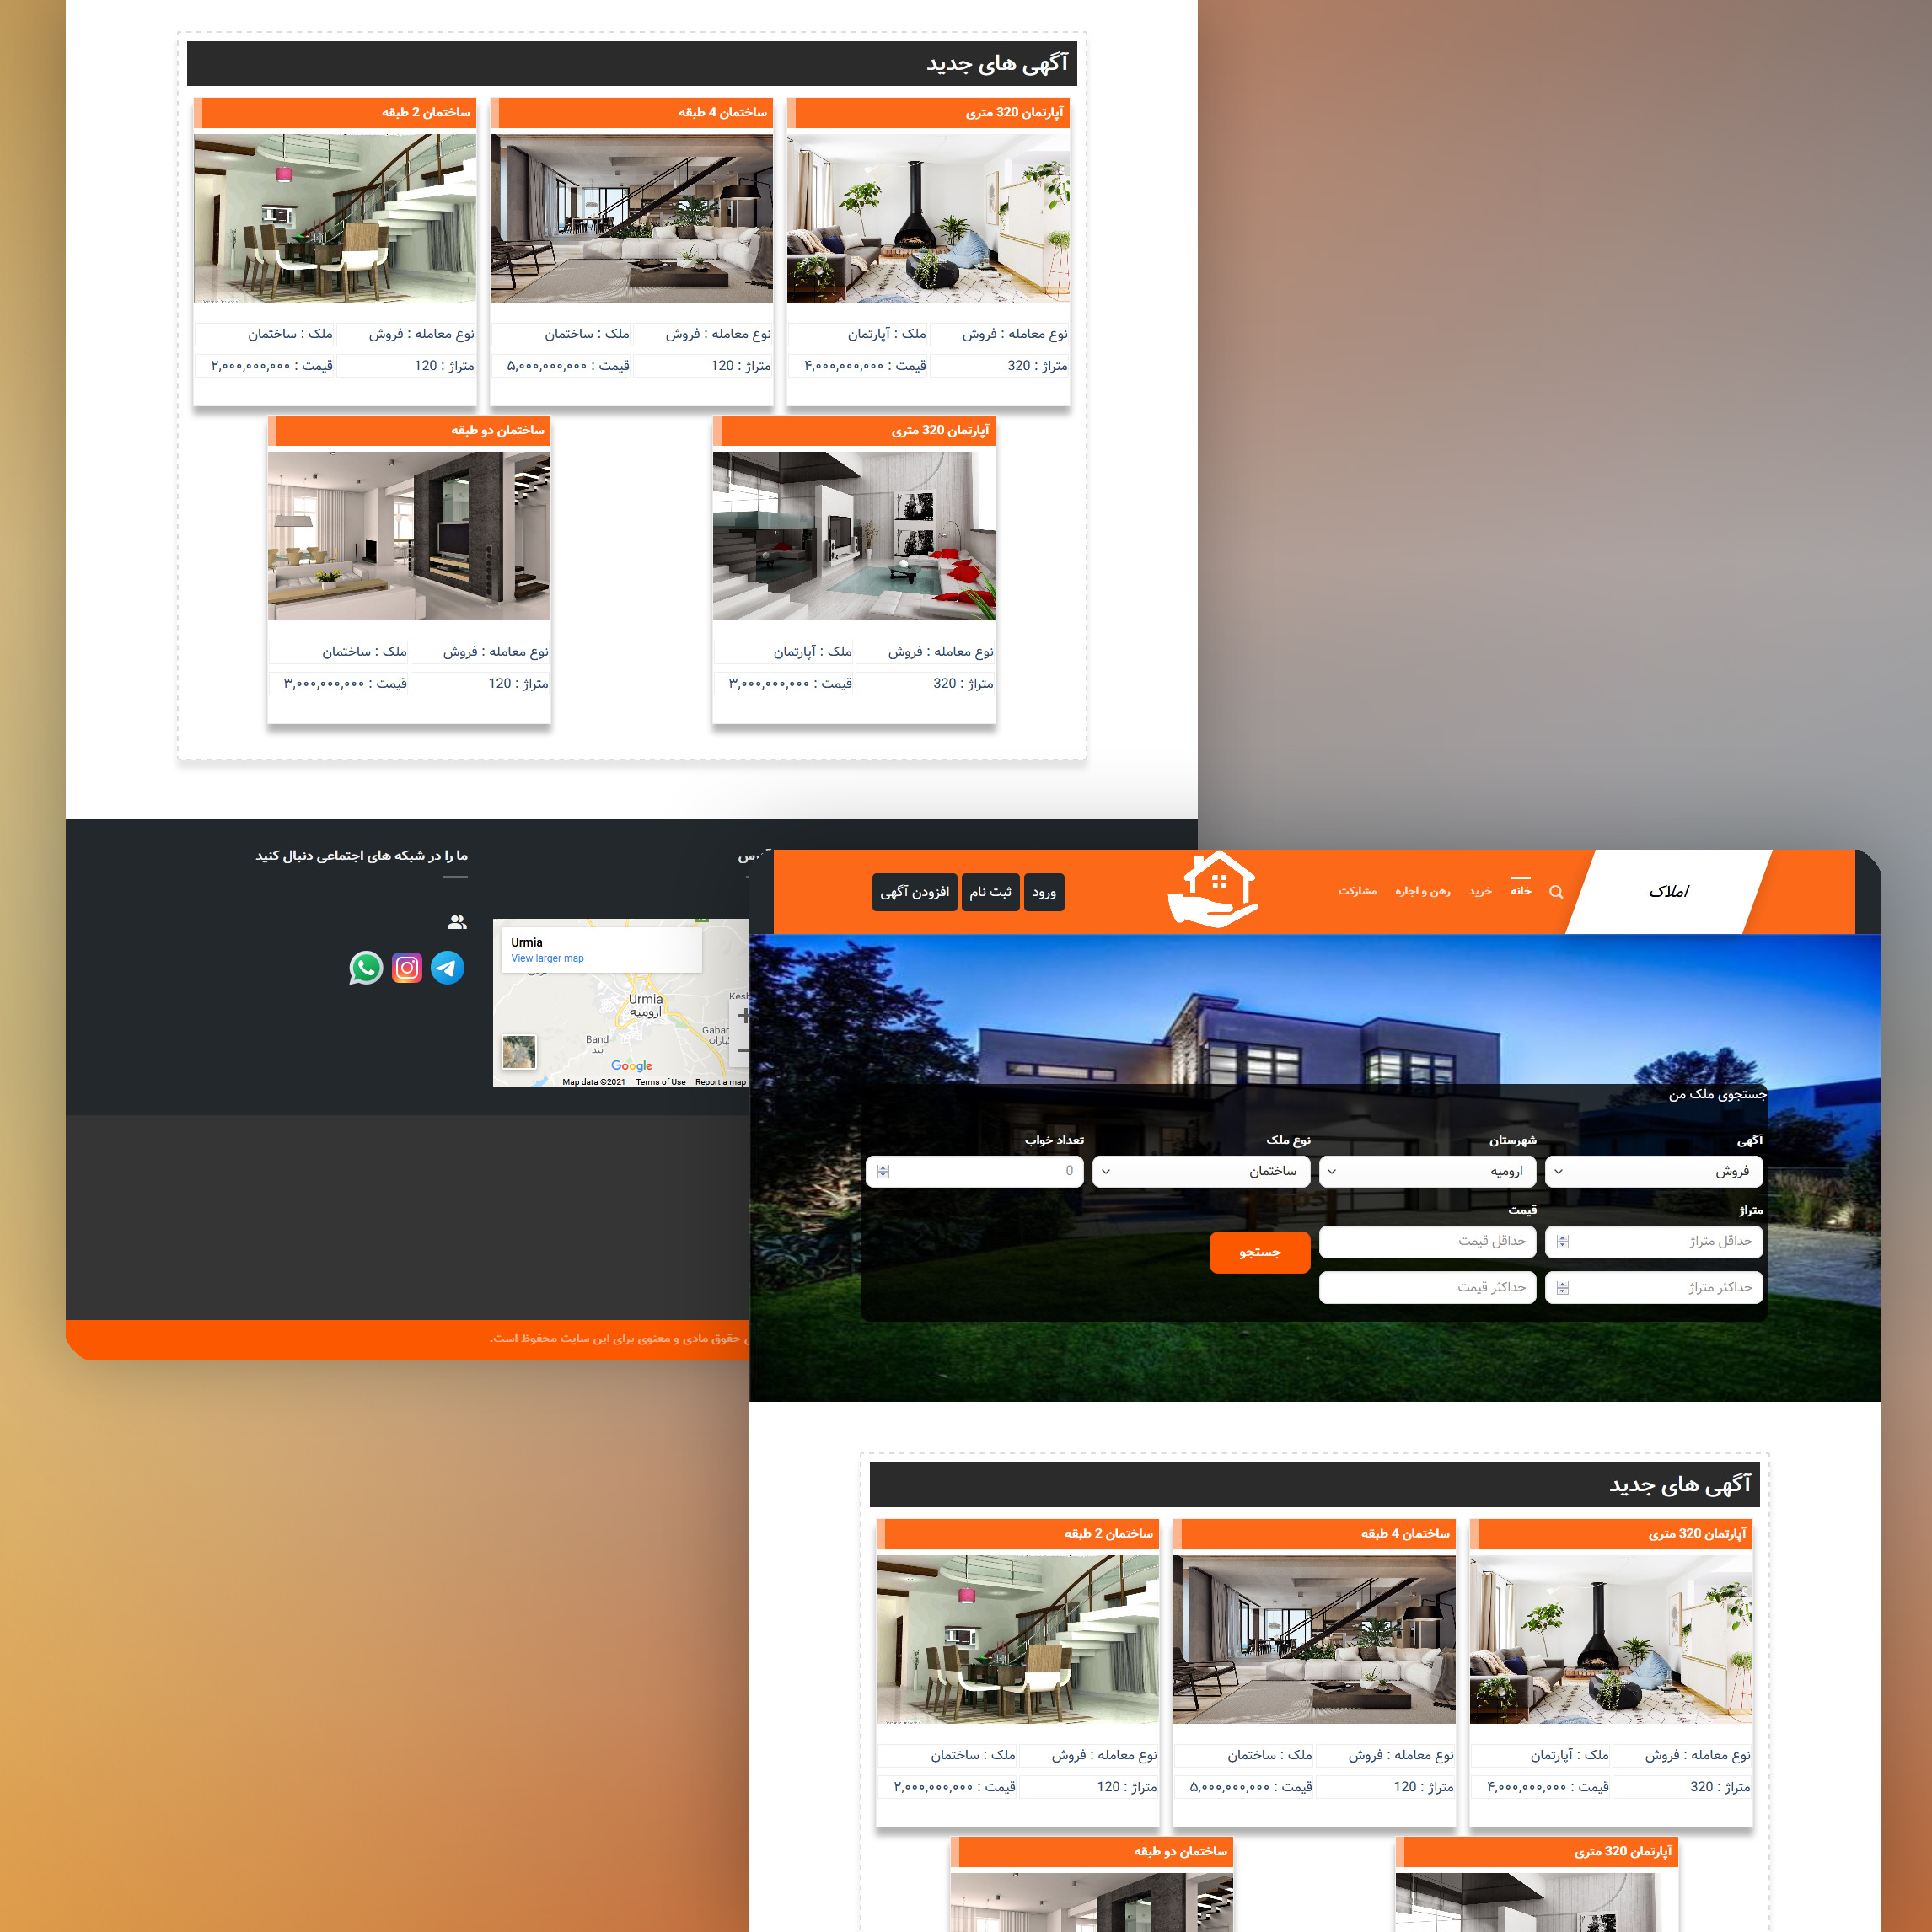 آگهی های جدید
آپارتمان 320 متری
نوع معامله : فروش
ملک : آپارتمان
متراژ : 320
قیمت : ۴,۰۰۰,۰۰۰,۰۰۰
ساختمان 4 طبقه
نوع معامله : فروش
ملک : ساختمان
متراژ : 120
قیمت : ۵,۰۰۰,۰۰۰,۰۰۰
ساختمان 2 طبقه
نوع معامله : فروش
ملک : ساختمان
متراژ : 120
قیمت : ۲,۰۰۰,۰۰۰,۰۰۰
آپارتمان 320 متری
نوع معامله : فروش
ملک : آپارتمان
متراژ : 320
قیمت : ۳,۰۰۰,۰۰۰,۰۰۰
ساختمان دو طبقه
نوع معامله : فروش
ملک : ساختمان
متراژ : 120
قیمت : ۳,۰۰۰,۰۰۰,۰۰۰
ما را در شبکه های اجتماعی دنبال کنید
Urmia
View larger map
Urmia
ارومیه
Band
بند
Google
Map data ©2021 Terms of Use Report a map
حقوق مادی و معنوی برای این سایت محفوظ است.
املاک
خانه
خرید
رهن و اجاره
مشارکت
ورود
ثبت نام
افزودن آگهی
جستجوی ملک من
آگهی
فروش
شهرستان
ارومیه
نوع ملک
ساختمان
تعداد خواب
0
متراژ
حداقل متراژ
حداکثر متراژ
قیمت
حداقل قیمت
حداکثر قیمت
جستجو
آگهی های جدید
آپارتمان 320 متری
نوع معامله : فروش
ملک : آپارتمان
متراژ : 320
قیمت : ۴,۰۰۰,۰۰۰,۰۰۰
ساختمان 4 طبقه
نوع معامله : فروش
ملک : ساختمان
متراژ : 120
قیمت : ۵,۰۰۰,۰۰۰,۰۰۰
ساختمان 2 طبقه
نوع معامله : فروش
ملک : ساختمان
متراژ : 120
قیمت : ۲,۰۰۰,۰۰۰,۰۰۰
آپارتمان 320 متری
ساختمان دو طبقه